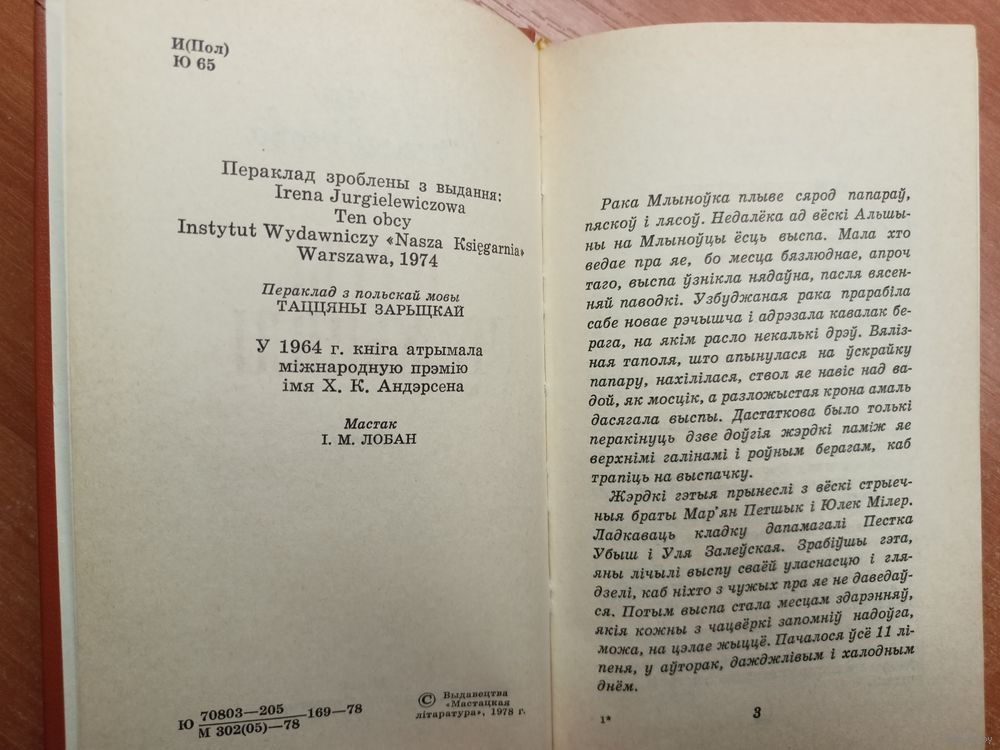 И(Пол)
Ю 65
Пераклад зроблены з выдання:
Irena Jurgielewiczowa
Ten obcy
Instytut Wydawniczy «Nasza Księgarnia»
Warszawa, 1974
Пераклад з польскай мовы
ТАЦЦЯНЫ ЗАРЫЦКАЙ
У 1964 г. кніга атрымала
міжнародную прэмію
імя Х. К. Андэрсена
Мастак
І. М. ЛОБАН
Ю 70803—205
М 302(05)—78
169—78
© Выдавецтва
«Мастацкая
літаратура», 1978 г.
Рака Млыноўка плыве сярод папараў,
пяскоў і лясоў. Недалёка ад вёскі Альшы-
ны на Млыноўцы ёсць выспа. Мала хто
ведае пра яе, бо месца бязлюднае, апроч
таго, выспа ўзнікла нядаўна, пасля вясен-
няй паводкі. Узбуджаная рака прарабіла
сабе новае рэчышча і адрэзала кавалак бе-
рага, на якім расло некалькі дрэў. Вяліз-
ная таполя, што апынулася на ўскрайку
папару, нахілілася, ствол яе навіс над ва-
дой, як мосцік, а разложыстая крона амаль
дасягала выспы. Дастаткова было толькі
перакінуць дзве доўгія жэрдкі паміж яе
верхнімі галінамі і роўным берагам, каб
трапіць на выспачку.
Жэрдкі гэтыя прынеслі з вёскі стрыеч-
ныя браты Мар'ян Петшык і Юлек Мілер.
Ладкаваць кладку дапамагалі Пестка
Убыш і Уля Залеўская. Зрабіўшы гэта,
яны лічылі выспу сваёй уласнасцю і гля-
дзелі, каб ніхто з чужых пра яе не даведаў-
ся. Потым выспа стала месцам здарэнняў,
якія кожны з чацвёркі запомніў надоўга,
можа, на цэлае жыццё. Пачалося ўсё 11 лі-
пеня, у аўторак, дажджлівым і халодным
днём.
1*
3